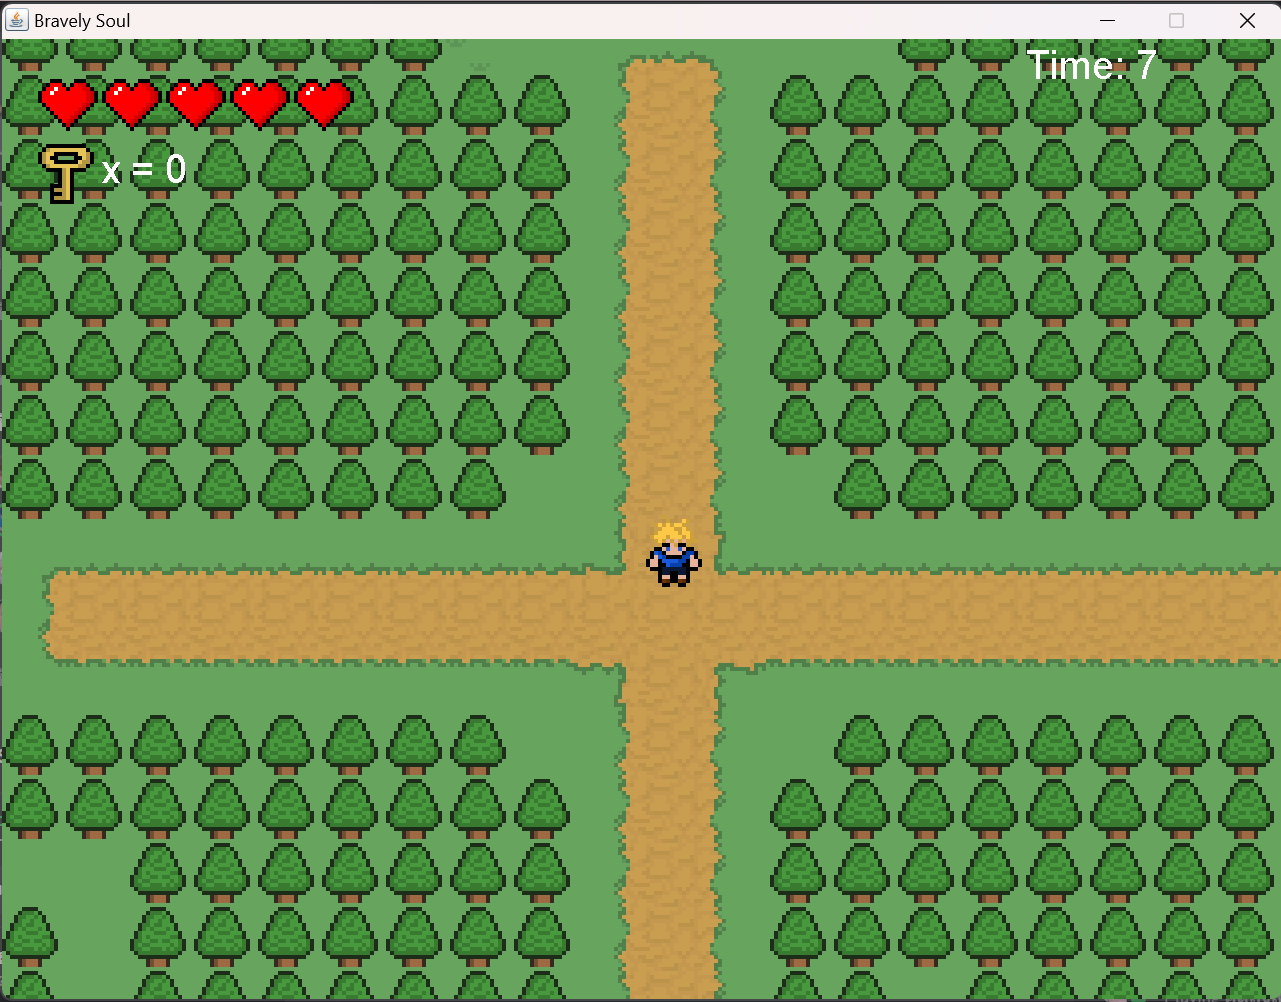 Bravely Soul
Time: 7
x = 0